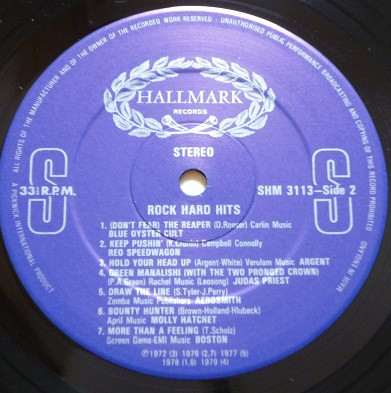 ALL RIGHTS OF THE MANUFACTURER AND OF THE OWNER OF THE RECORDED WORK RESERVED - UNAUTHORISED PUBLIC PERFORMANCE BROADCASTING AND COPYING OF THIS RECORD PROHIBITED
HALLMARK
RECORDS
STEREO
S
S
33⅓ R.P.M.
SHM 3113-Side 2
ROCK HARD HITS
1. (DON'T FEAR) THE REAPER (D.Roeser) Carlin Music
BLUE OYSTER CULT
2. KEEP PUSHIN' (K.Cronin) Campbell Connelly
REO SPEEDWAGON
3. HOLD YOUR HEAD UP (Argent-White) Verulam Music ARGENT
4. GREEN MANALISHI (WITH THE TWO PRONGED CROWN)
(P.A.Green) Rachel Music (Leosong) JUDAS PRIEST
5. DRAW THE LINE (S.Tyler-J.Perry)
Zomba Music Publishers AEROSMITH
6. BOUNTY HUNTER (Brown-Holland-Hlubeck)
April Music MOLLY HATCHET
7. MORE THAN A FEELING (T.Scholz)
Screen Gems-EMI Music BOSTON
℗1972 (3) 1976 (2,7) 1977 (5)
1978 (1,6) 1979 (4)
A PICKWICK INTERNATIONAL PRODUCT
MADE IN U.K.